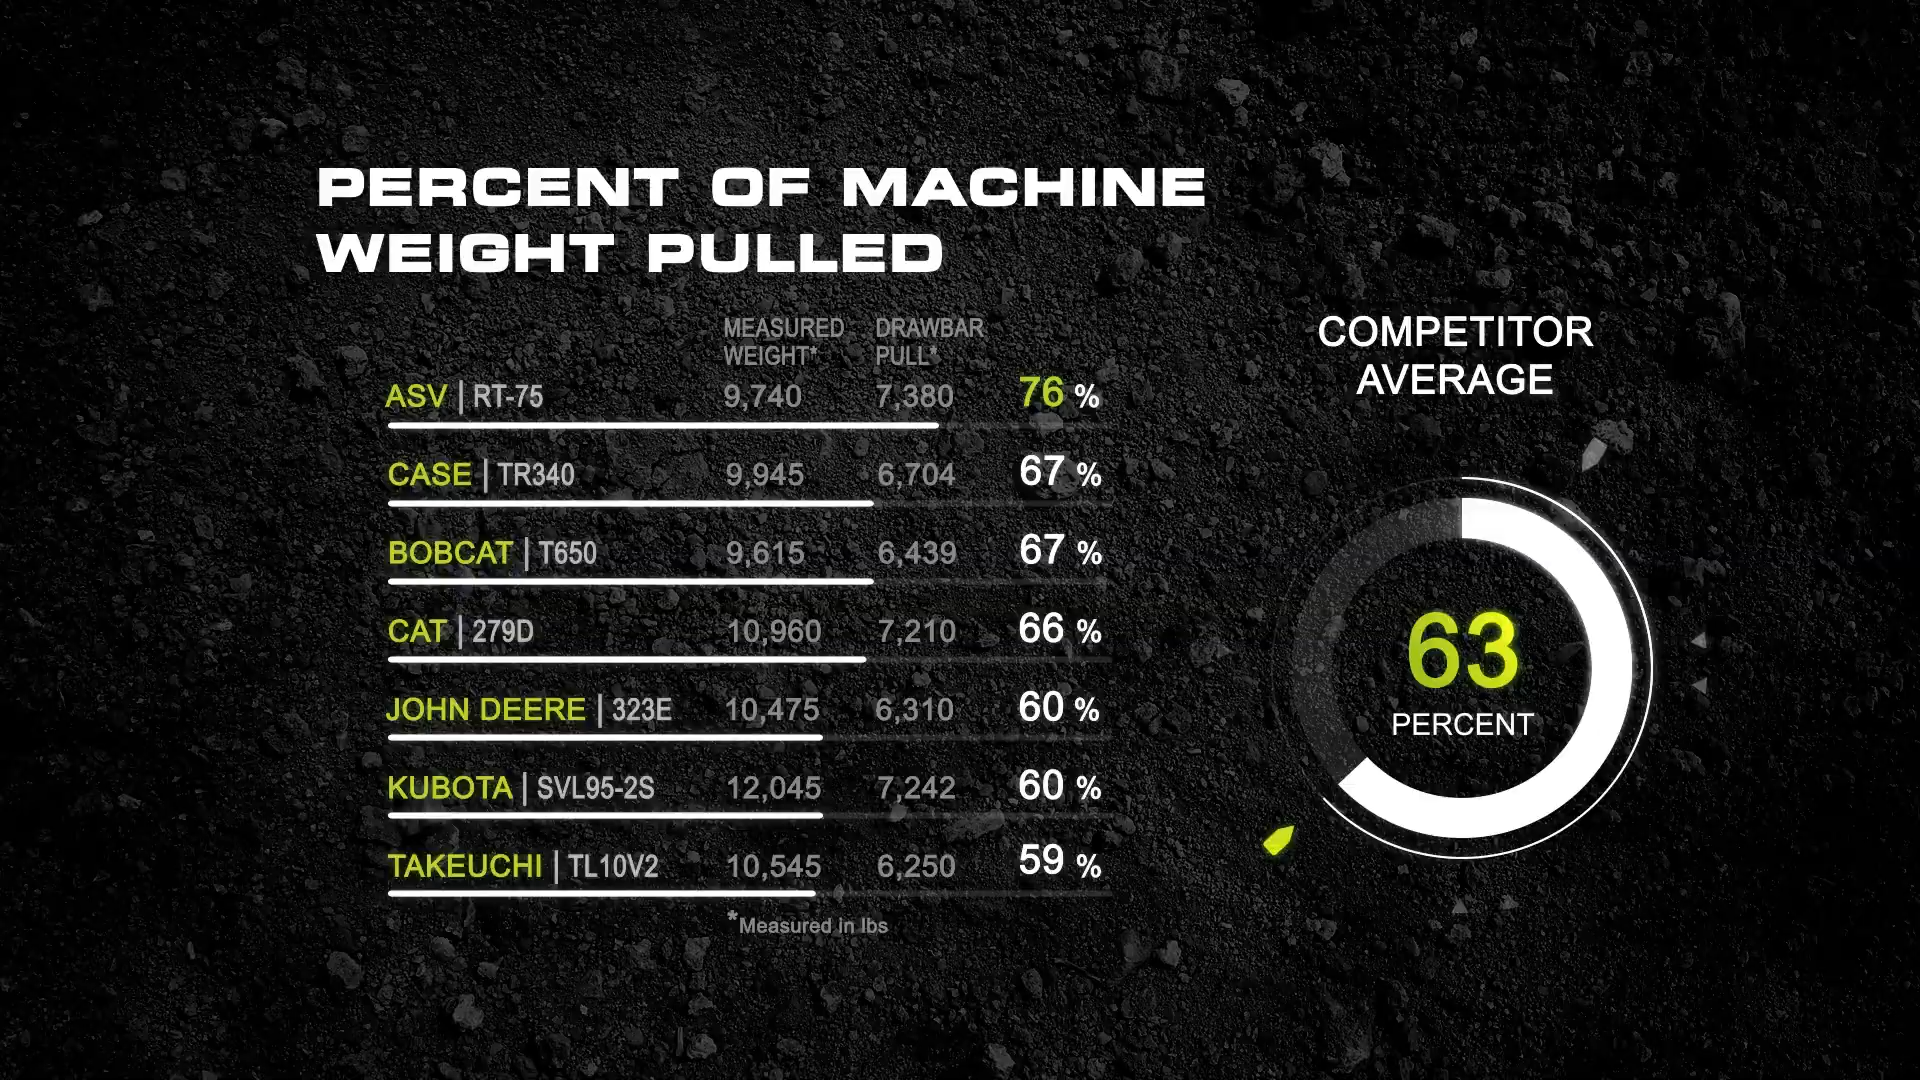 PERCENT OF MACHINE
WEIGHT PULLED
MEASURED WEIGHT* DRAWBAR PULL*
ASV | RT-75 9,740 7,380 76 %
CASE | TR340 9,945 6,704 67 %
BOBCAT | T650 9,615 6,439 67 %
CAT | 279D 10,960 7,210 66 %
JOHN DEERE | 323E 10,475 6,310 60 %
KUBOTA | SVL95-2S 12,045 7,242 60 %
TAKEUCHI | TL10V2 10,545 6,250 59 %
*Measured in lbs
COMPETITOR
AVERAGE
63
PERCENT